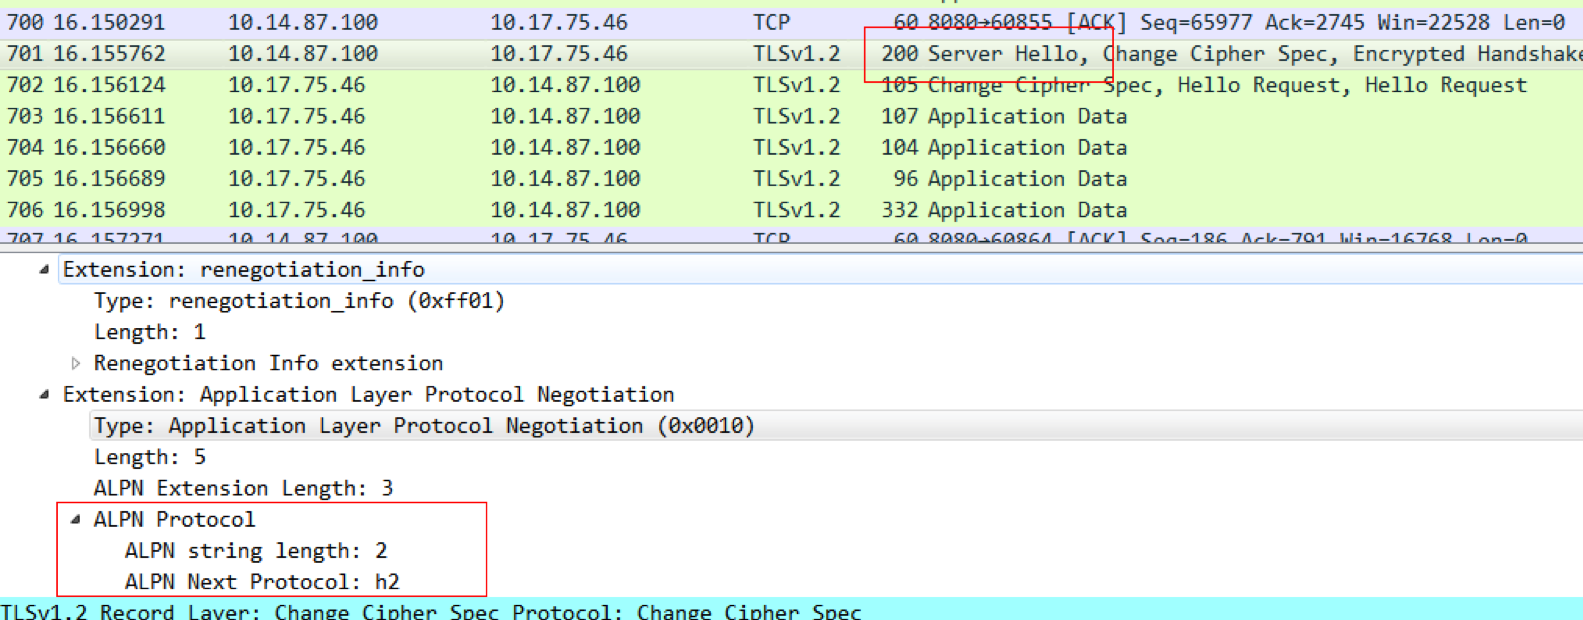 700 16.150291 10.14.87.100 10.17.75.46 TCP 60 8080→60855 [ACK] Seq=65977 Ack=2745 Win=22528 Len=0
701 16.155762 10.14.87.100 10.17.75.46 TLSv1.2 200 Server Hello, Change Cipher Spec, Encrypted Handshake
702 16.156124 10.17.75.46 10.14.87.100 TLSv1.2 105 Change Cipher Spec, Hello Request, Hello Request
703 16.156611 10.17.75.46 10.14.87.100 TLSv1.2 107 Application Data
704 16.156660 10.17.75.46 10.14.87.100 TLSv1.2 104 Application Data
705 16.156689 10.17.75.46 10.14.87.100 TLSv1.2 96 Application Data
706 16.156998 10.17.75.46 10.14.87.100 TLSv1.2 332 Application Data
707 16.157271 10.14.87.100 10.17.75.46 TCP 60 8080→60864 [ACK] Seq=186 Ack=791 Win=16768 Len=0
Extension: renegotiation_info
Type: renegotiation_info (0xff01)
Length: 1
Renegotiation Info extension
Extension: Application Layer Protocol Negotiation
Type: Application Layer Protocol Negotiation (0x0010)
Length: 5
ALPN Extension Length: 3
ALPN Protocol
ALPN string length: 2
ALPN Next Protocol: h2
TLSv1.2 Record Layer: Change Cipher Spec Protocol: Change Cipher Spec